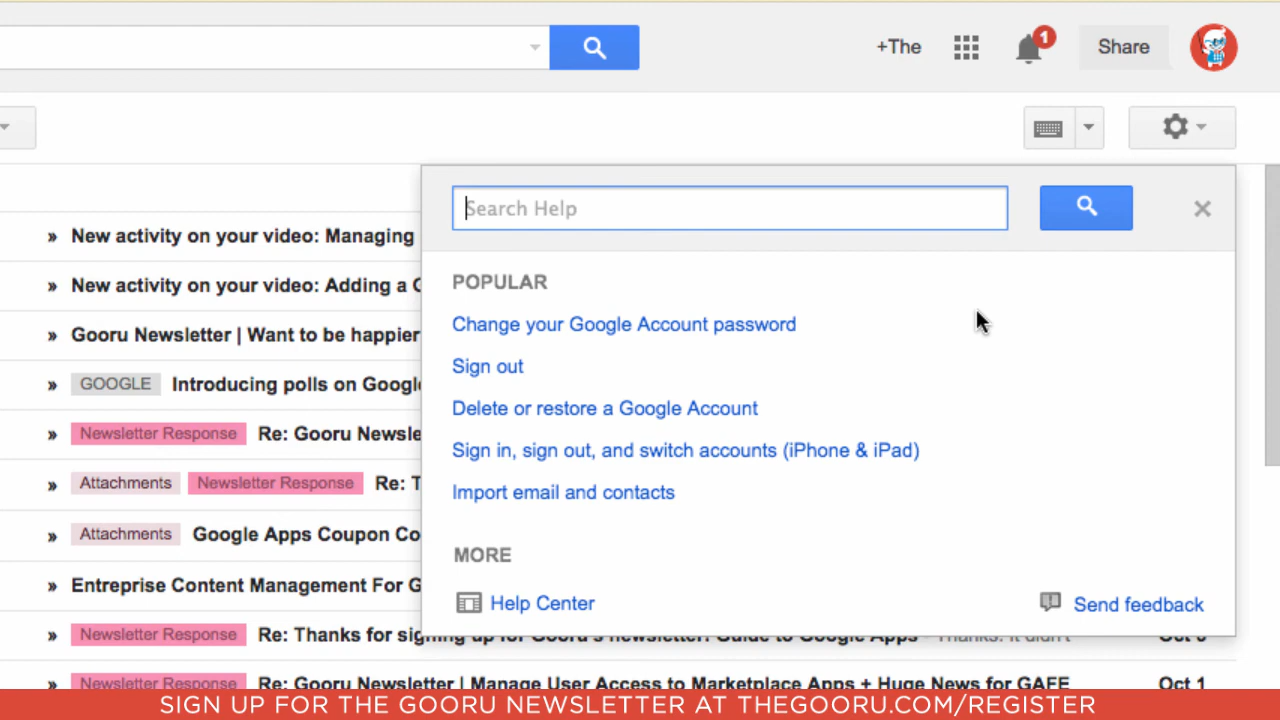 +The
1
Share
Search Help
POPULAR
Change your Google Account password
Sign out
Delete or restore a Google Account
Sign in, sign out, and switch accounts (iPhone & iPad)
Import email and contacts
MORE
Help Center
Send feedback
» New activity on your video: Managing
» New activity on your video: Adding a
» Gooru Newsletter | Want to be happier
» GOOGLE Introducing polls on
» Newsletter Response Re: Gooru
» Attachments Newsletter Response Re:
» Attachments Google Apps Coupon
» Entreprise Content Management For
» Newsletter Response Re: Thanks for signing up for Gooru's newsletter! Guide to Google Apps - Thanks! It didn't
» Newsletter Response Re: Gooru Newsletter | Manage User Access to Marketplace Apps + Huge News for GAFE Oct 1
SIGN UP FOR THE GOORU NEWSLETTER AT THEGOORU.COM/REGISTER